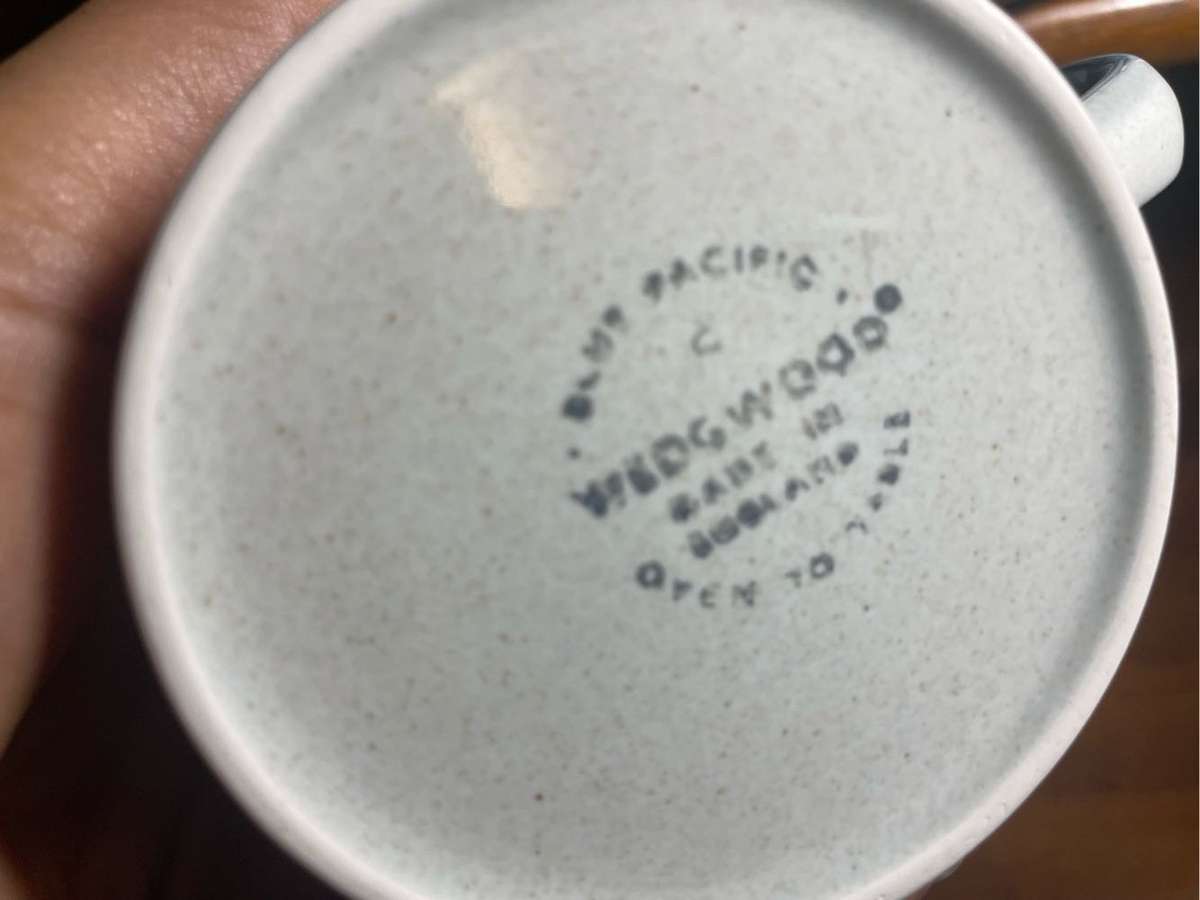 · BLUE PACIFIC ·
C
WEDGWOOD ®
MADE IN
ENGLAND
OVEN TO TABLE